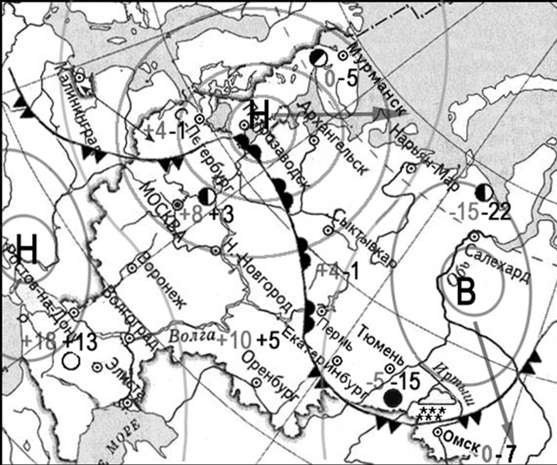 Мурманск
0-5
Калининград
+4-1
С.Петербург
Н
Петрозаводск
Архангельск
Нарьян-Мар
МОСКВА
+8+3
-15-22
Сыктывкар
Салехард
Обь
В
Н
Ростов-на-Дону
Воронеж
Н.Новгород
+4-1
Волгоград
+18+13
Элиста
Волга
+10+5
Оренбург
Пермь
Екатеринбург
Тюмень
-5-15
Иртыш
Омск
0-7
МОРЕ